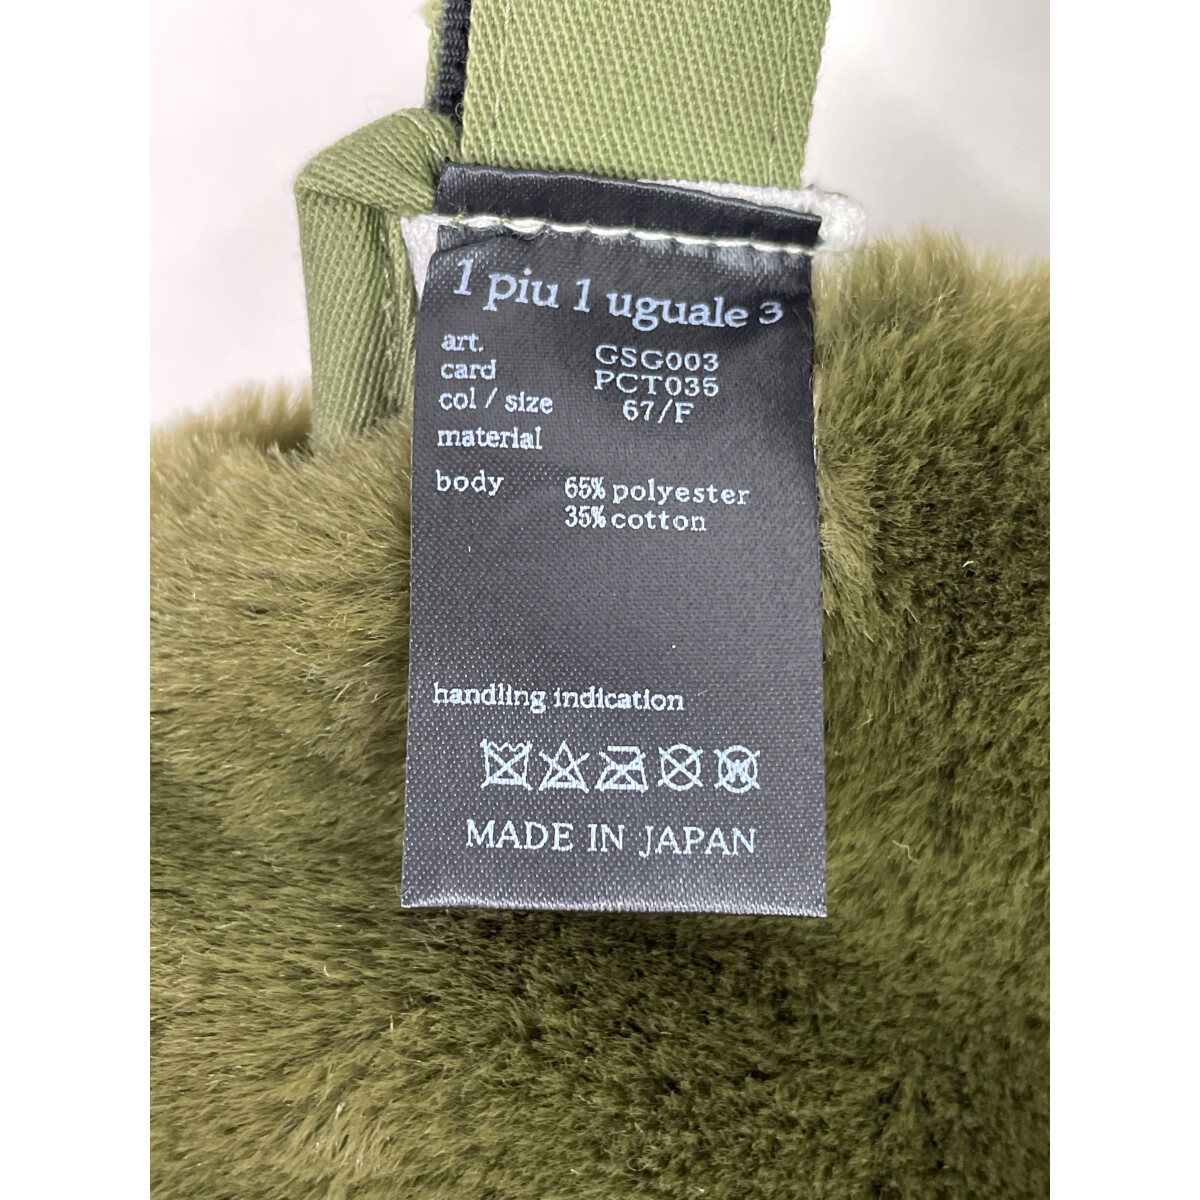 1 piu 1 uguale 3
art. GSG003
card PCT035
col / size 67/F
material
body 65% polyester
35% cotton
handling indication
MADE IN JAPAN